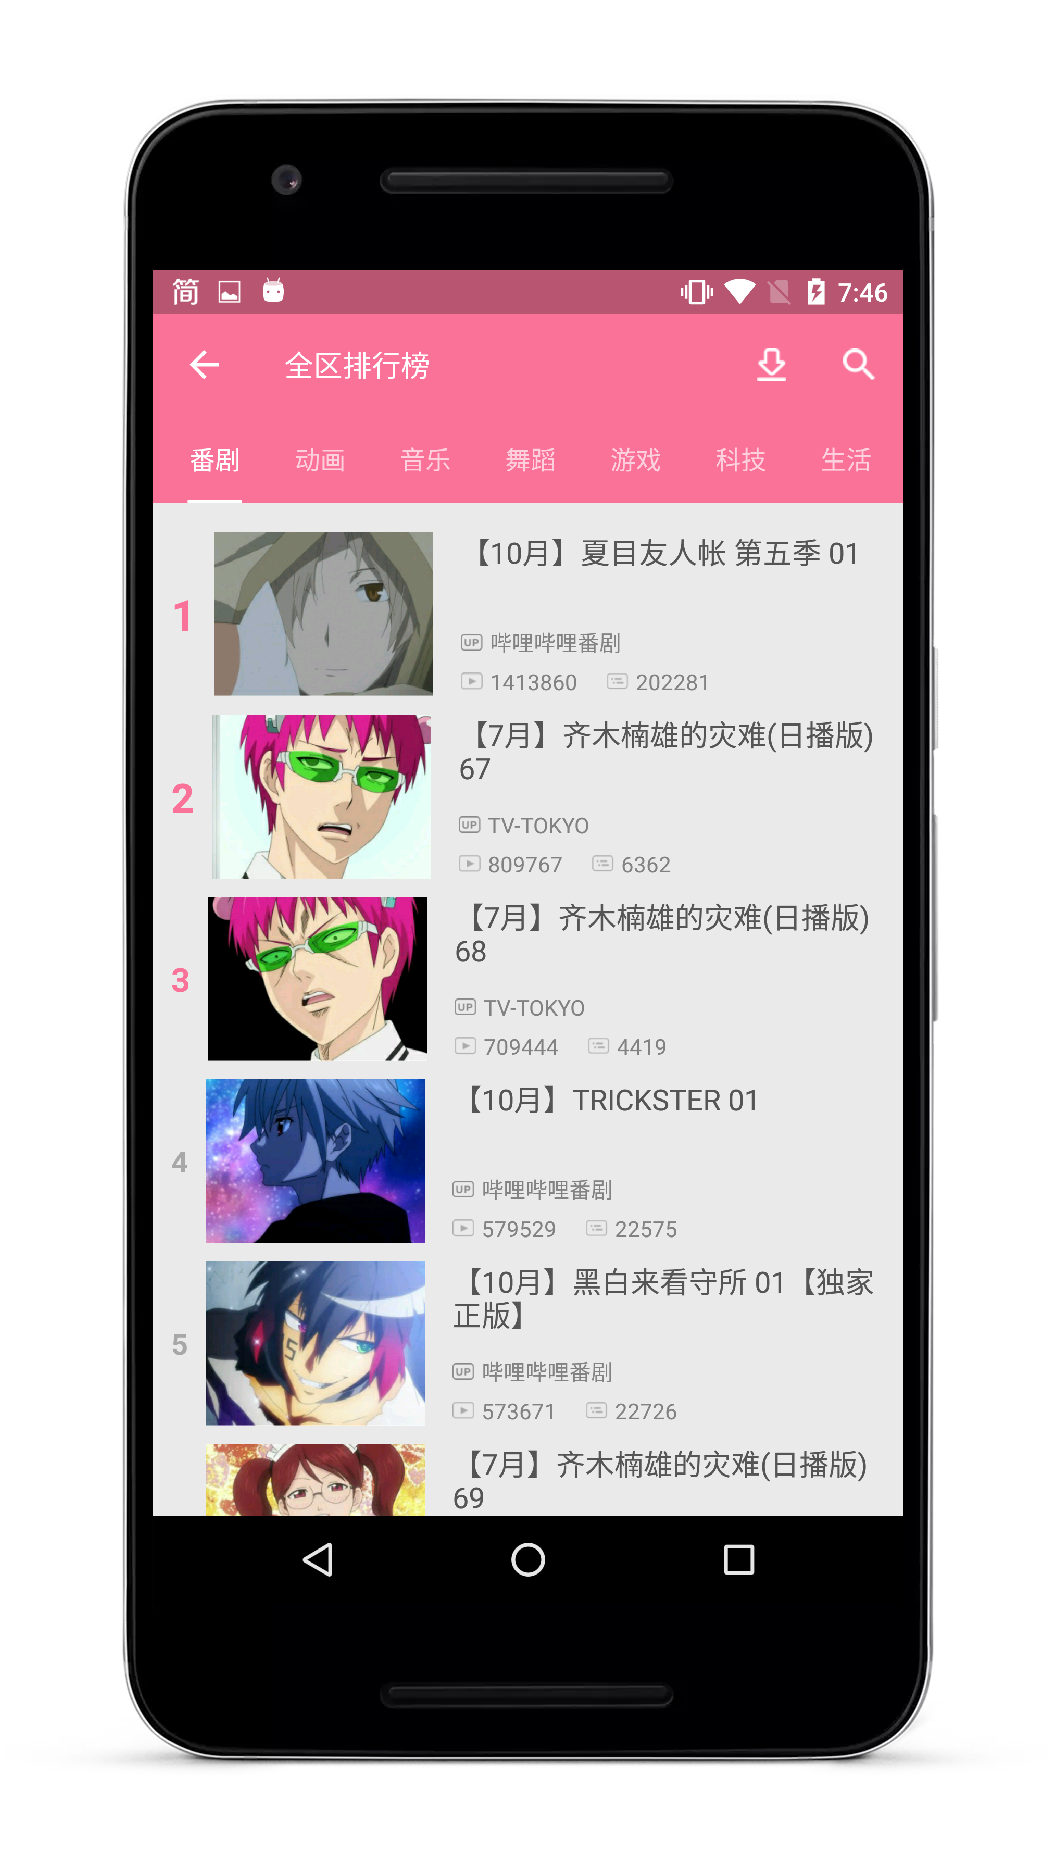 简 7:46
全区排行榜
番剧 动画 音乐 舞蹈 游戏 科技 生活
1
【10月】夏目友人帐 第五季 01
UP 哔哩哔哩番剧
1413860 202281
2
【7月】齐木楠雄的灾难(日播版)
67
UP TV-TOKYO
809767 6362
3
【7月】齐木楠雄的灾难(日播版)
68
UP TV-TOKYO
709444 4419
4
【10月】TRICKSTER 01
UP 哔哩哔哩番剧
579529 22575
5
【10月】黑白来看守所 01【独家
正版】
UP 哔哩哔哩番剧
573671 22726
【7月】齐木楠雄的灾难(日播版)
69